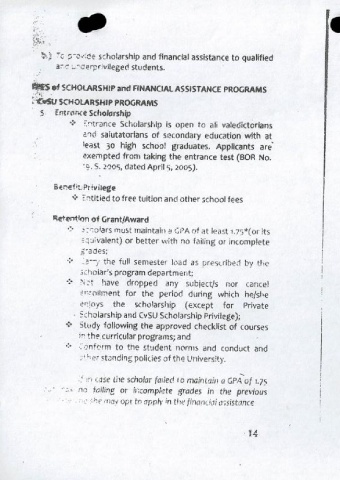 b.) To provide scholarship and financial assistance to qualified
and underprivileged students.
of SCHOLARSHIP and FINANCIAL ASSISTANCE PROGRAMS
CvSU SCHOLARSHIP PROGRAMS
Entrance Scholarship
❖ Entrance Scholarship is open to all valedictorians
and salutatorians of secondary education with at
least 30 high school graduates. Applicants are
exempted from taking the entrance test (BOR No.
S. 2005, dated April 5, 2005).
Benefit Privilege
❖ Entitled to free tuition and other school fees
Retention of Grant/Award
❖ Scholars must maintain a GPA of at least 1.75*(or its
equivalent) or better with no failing or incomplete
grades;
❖ Carry the full semester load as prescribed by the
scholar's program department;
❖ Not have dropped any subject/s nor cancel
enrollment for the period during which he/she
enjoys the scholarship (except for Private
Scholarship and CvSU Scholarship Privilege);
❖ Study following the approved checklist of courses
in the curricular programs; and
❖ Conform to the student norms and conduct and
other standing policies of the University.
in case the scholar failed to maintain a GPA of 1.75
no failing or incomplete grades in the previous
she may opt to apply in the financial assistance
14